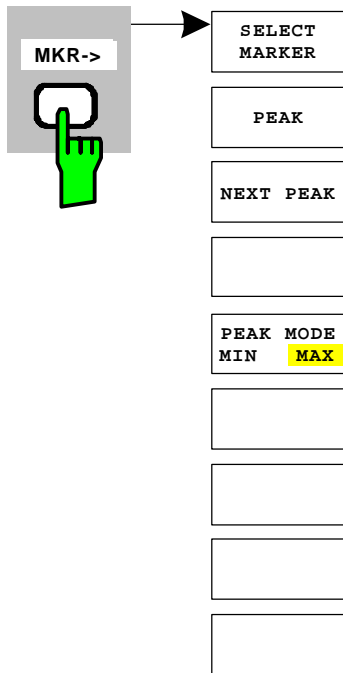 MKR->
SELECT
MARKER
PEAK
NEXT PEAK
PEAK MODE
MIN MAX